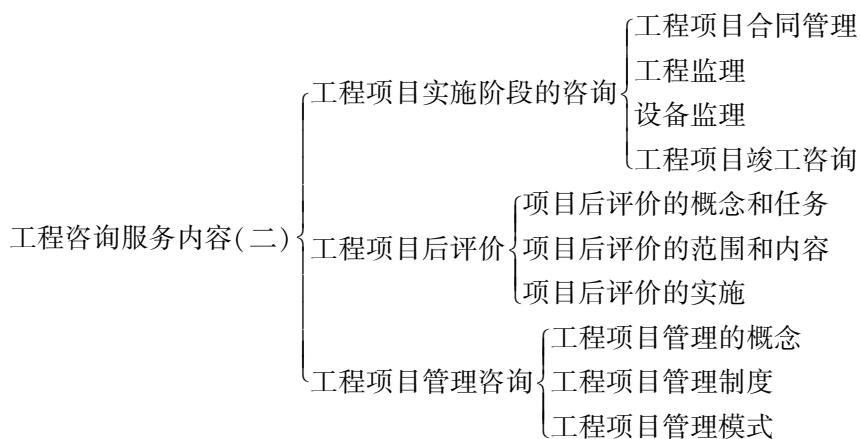 工程咨询服务内容(二)
工程项目实施阶段的咨询
工程项目合同管理
工程监理
设备监理
工程项目竣工咨询
工程项目后评价
项目后评价的概念和任务
项目后评价的范围和内容
项目后评价的实施
工程项目管理咨询
工程项目管理的概念
工程项目管理制度
工程项目管理模式